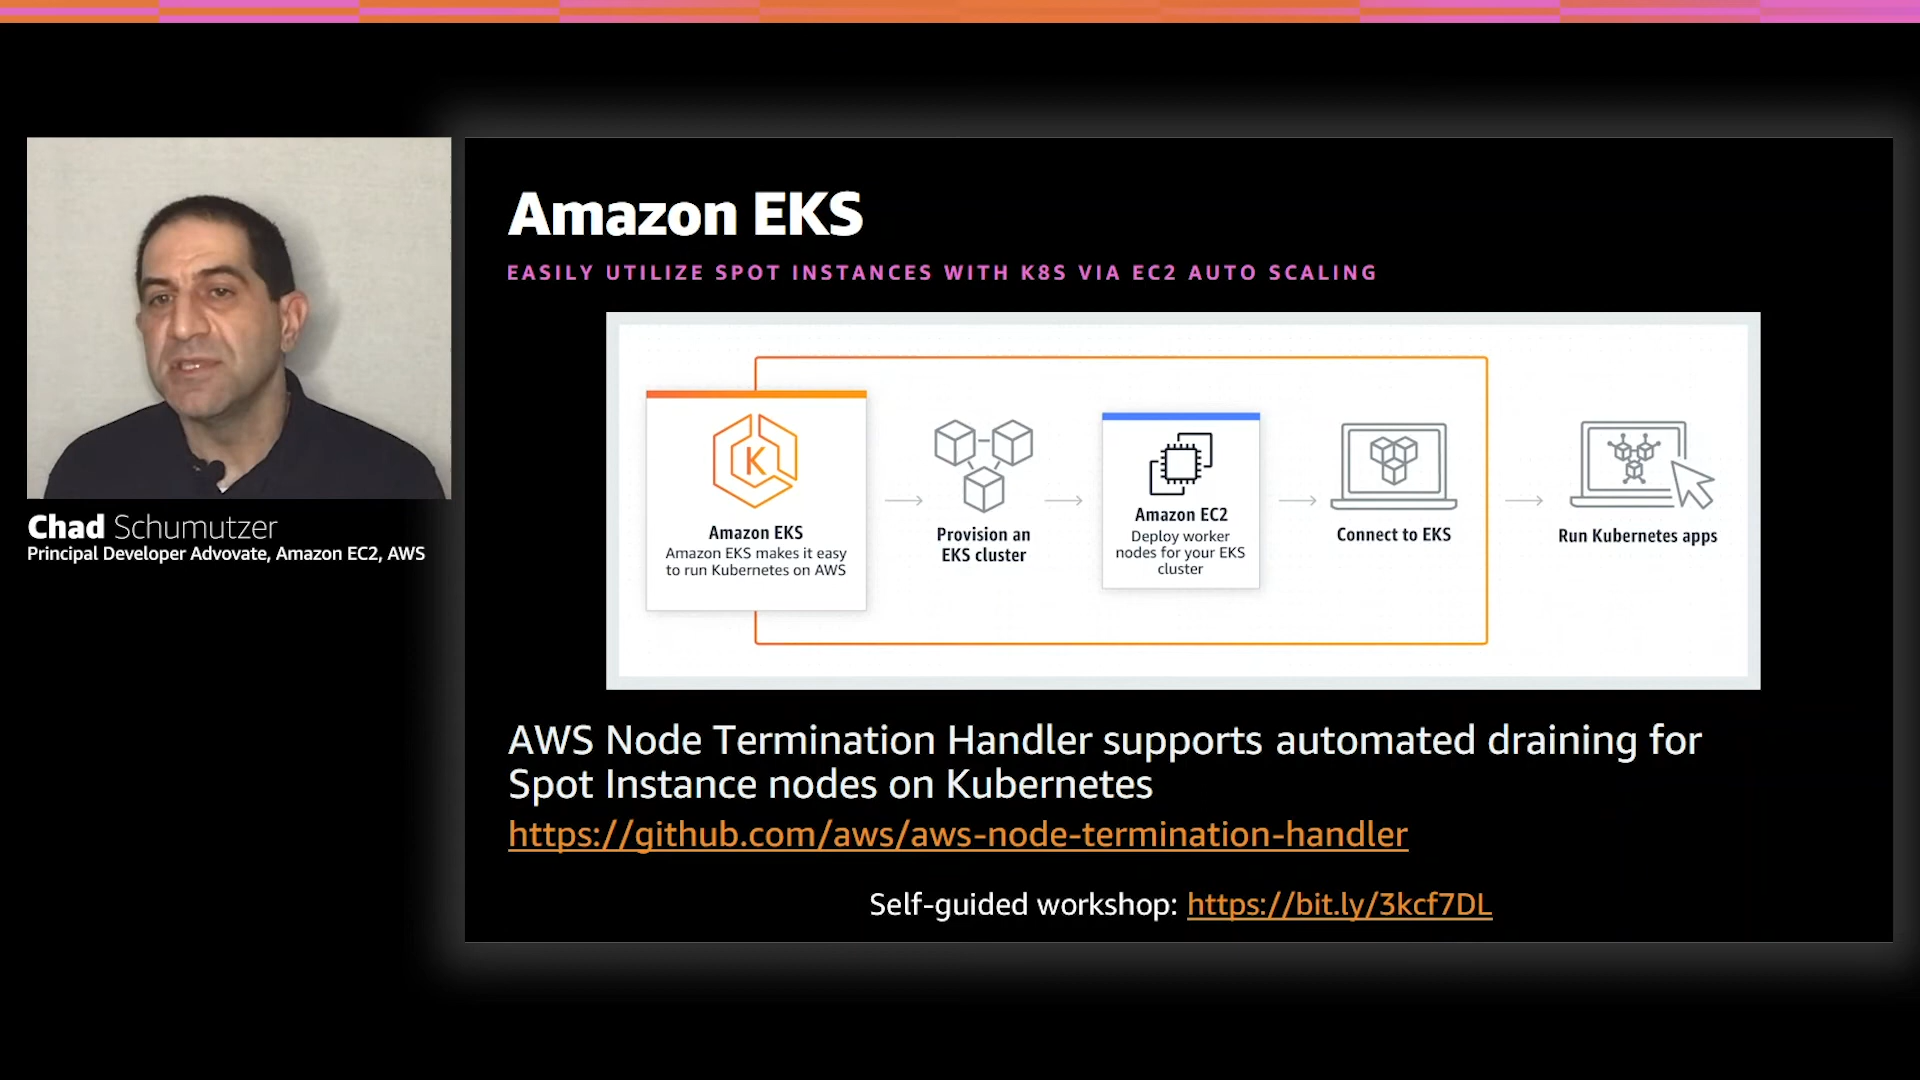 Amazon EKS
EASILY UTILIZE SPOT INSTANCES WITH K8S VIA EC2 AUTO SCALING
K
Amazon EKS
Amazon EKS makes it easy
to run Kubernetes on AWS
Provision an
EKS cluster
Amazon EC2
Deploy worker
nodes for your EKS
cluster
Connect to EKS
Run Kubernetes apps
Chad Schumutzer
Principal Developer Advovate, Amazon EC2, AWS
AWS Node Termination Handler supports automated draining for
Spot Instance nodes on Kubernetes
https://github.com/aws/aws-node-termination-handler
Self-guided workshop: https://bit.ly/3kcf7DL